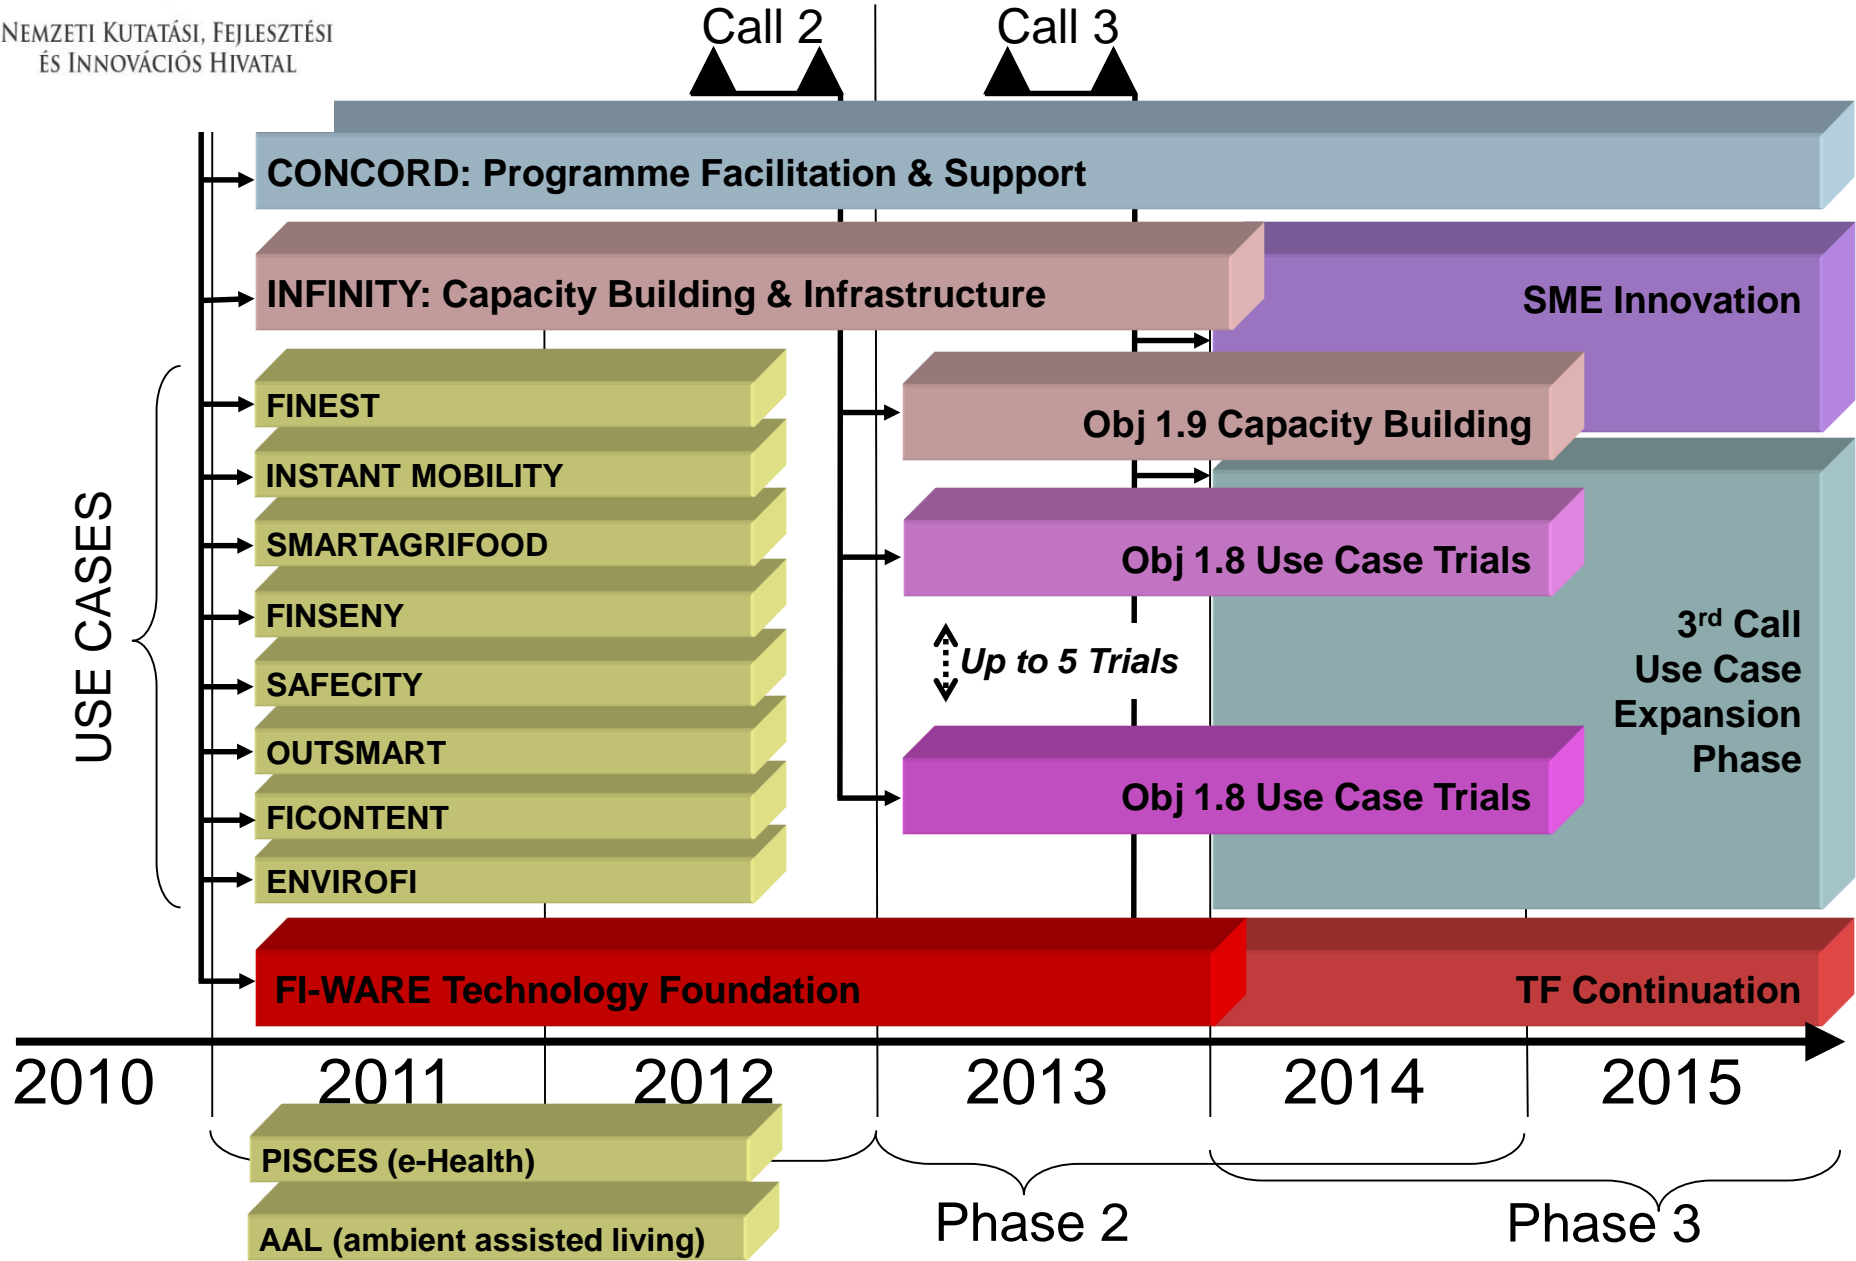 NEMZETI KUTATÁSI, FEJLESZTÉSI
ÉS INNOVÁCIÓS HIVATAL
Call 2
Call 3
CONCORD: Programme Facilitation & Support
INFINITY: Capacity Building & Infrastructure
SME Innovation
USE CASES
FINEST
INSTANT MOBILITY
SMARTAGRIFOOD
FINSENY
SAFECITY
OUTSMART
FICONTENT
ENVIROFI
Obj 1.9 Capacity Building
Obj 1.8 Use Case Trials
Up to 5 Trials
Obj 1.8 Use Case Trials
3rd Call
Use Case
Expansion
Phase
FI-WARE Technology Foundation
TF Continuation
2010 2011 2012 2013 2014 2015
PISCES (e-Health)
AAL (ambient assisted living)
Phase 2
Phase 3